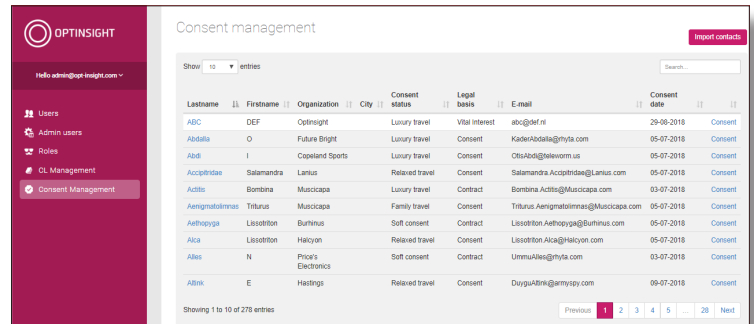 OPTINSIGHT
Hello admin@opt-insight.com
Users
Admin users
Roles
OL Management
Consent Management
Consent management
Import contacts
Show 10 entries
Search...
Lastname Firstname Organization City Consent status Legal basis E-mail Consent date
ABC DEF Optinsight Luxury travel Vital Interest abc@def.nl 29-08-2018 Consent
Abdalla O Future Bright Luxury travel Consent KaderAbdalla@rhyta.com 05-07-2018 Consent
Abdi I Copeland Sports Luxury travel Consent OtisAbdi@teleworm.us 05-07-2018 Consent
Accipitridae Salamandra Lanius Relaxed travel Consent Salamandra.Accipitridae@Lanius.com 05-07-2018 Consent
Actitis Bombina Muscicapa Luxury travel Contract Bombina.Actitis@Muscicapa.com 03-07-2018 Consent
Aenigmatolimnas Triturus Muscicapa Family travel Consent Triturus.Aenigmatolimnas@Muscicapa.com 05-07-2018 Consent
Aethopyga Lissotriton Burhinus Soft consent Contract Lissotriton.Aethopyga@Burhinus.com 05-07-2018 Consent
Alca Lissotriton Halcyon Relaxed travel Consent Lissotriton.Alca@Halcyon.com 05-07-2018 Consent
Alles N Price's Electronics Soft consent Contract UmmuAlles@rhyta.com 03-07-2018 Consent
Altink E Hastings Relaxed travel Consent DuyguAltink@armyspy.com 09-07-2018 Consent
Showing 1 to 10 of 278 entries
Previous 1 2 3 4 5 ... 28 Next